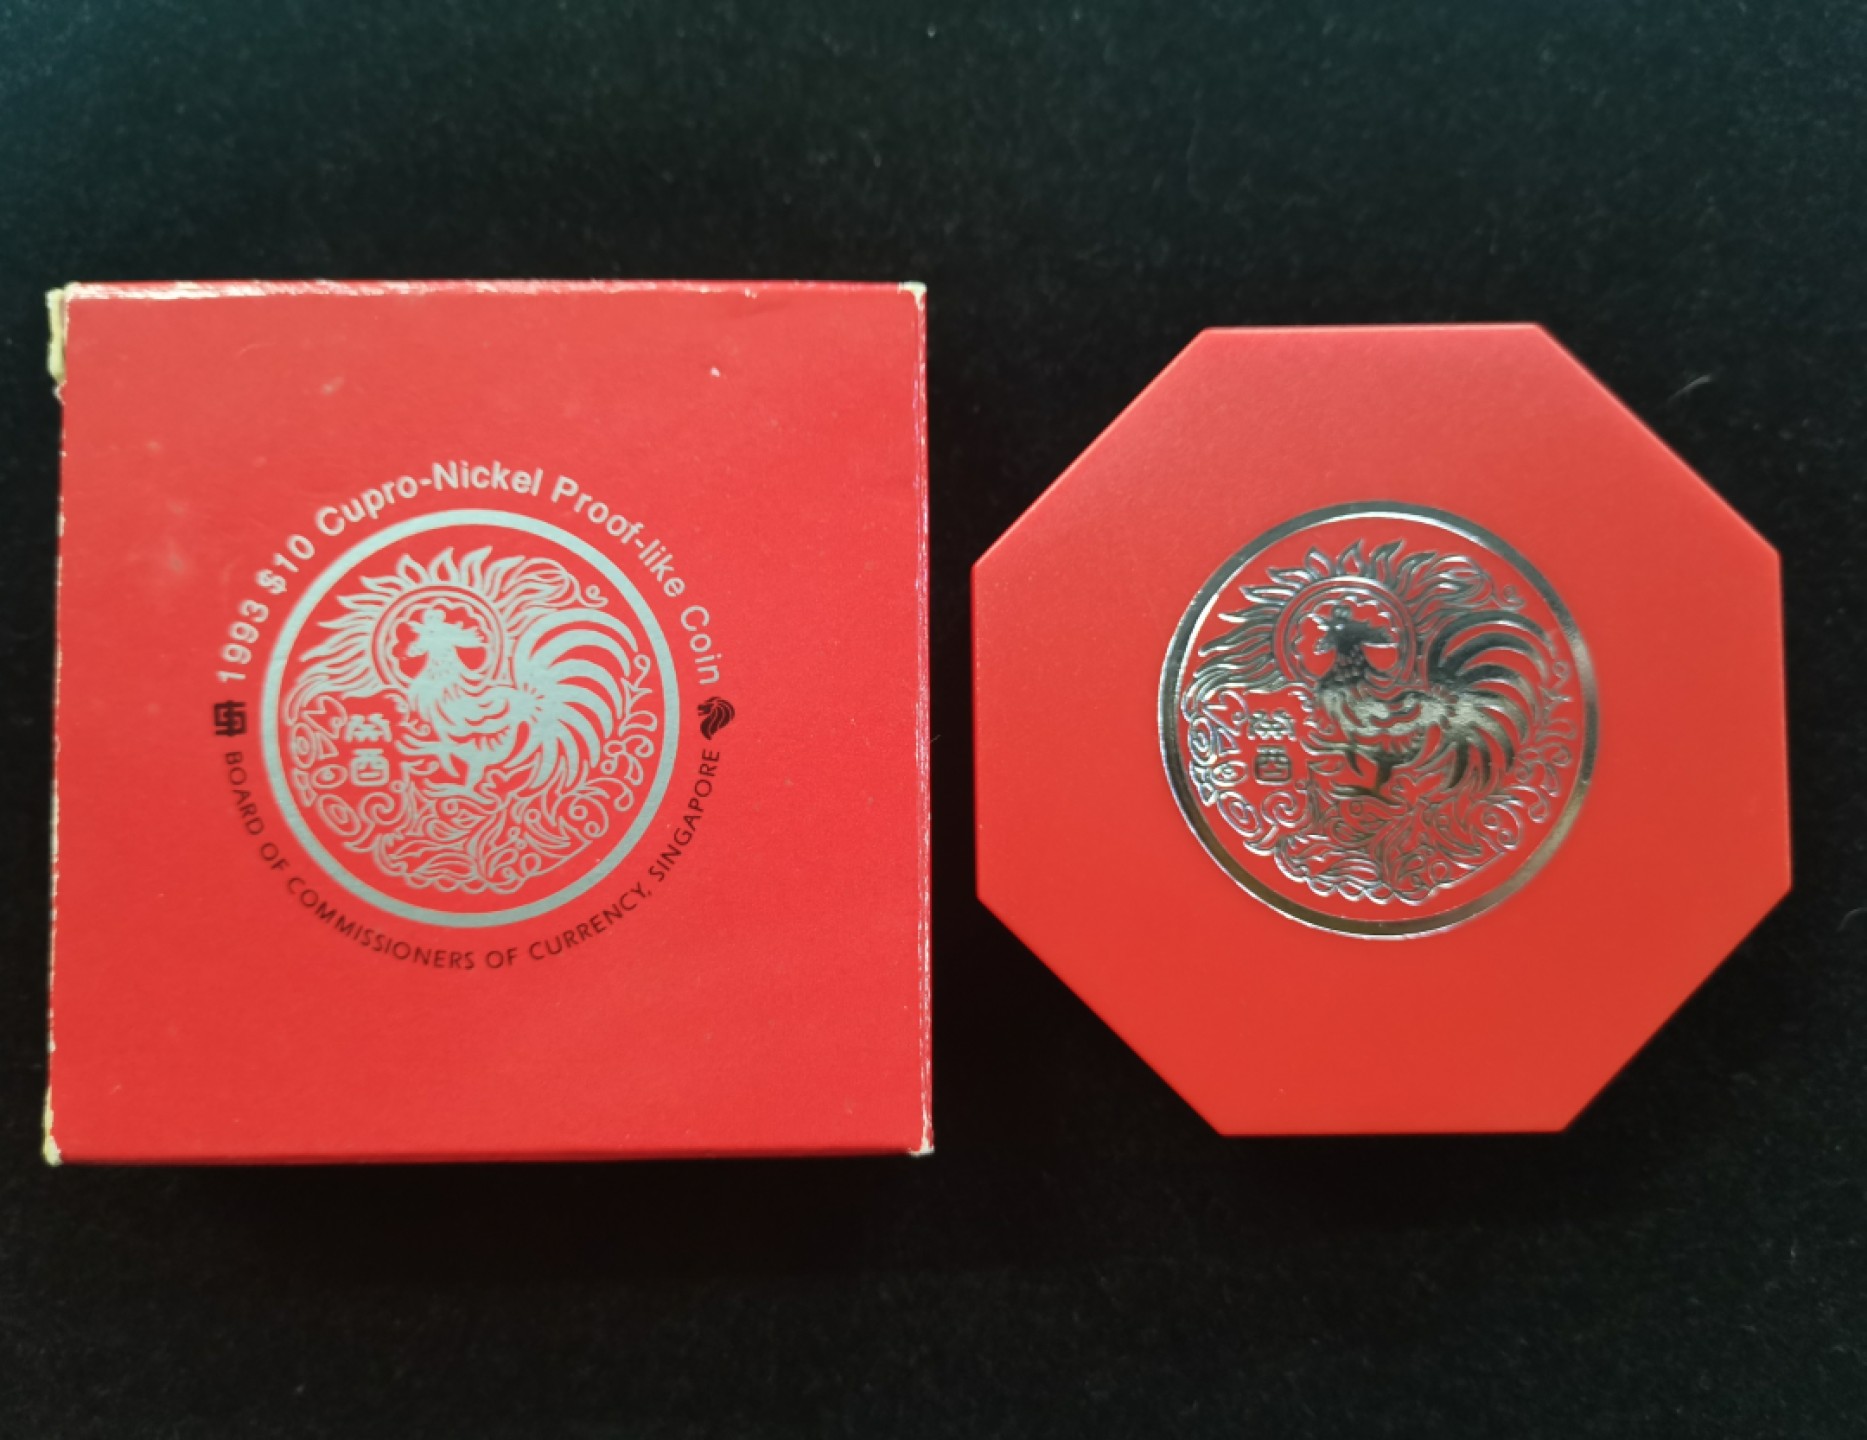 1993 $10 Cupro-Nickel Proof-like Coin
癸酉
BOARD OF COMMISSIONERS OF CURRENCY, SINGAPORE
癸酉